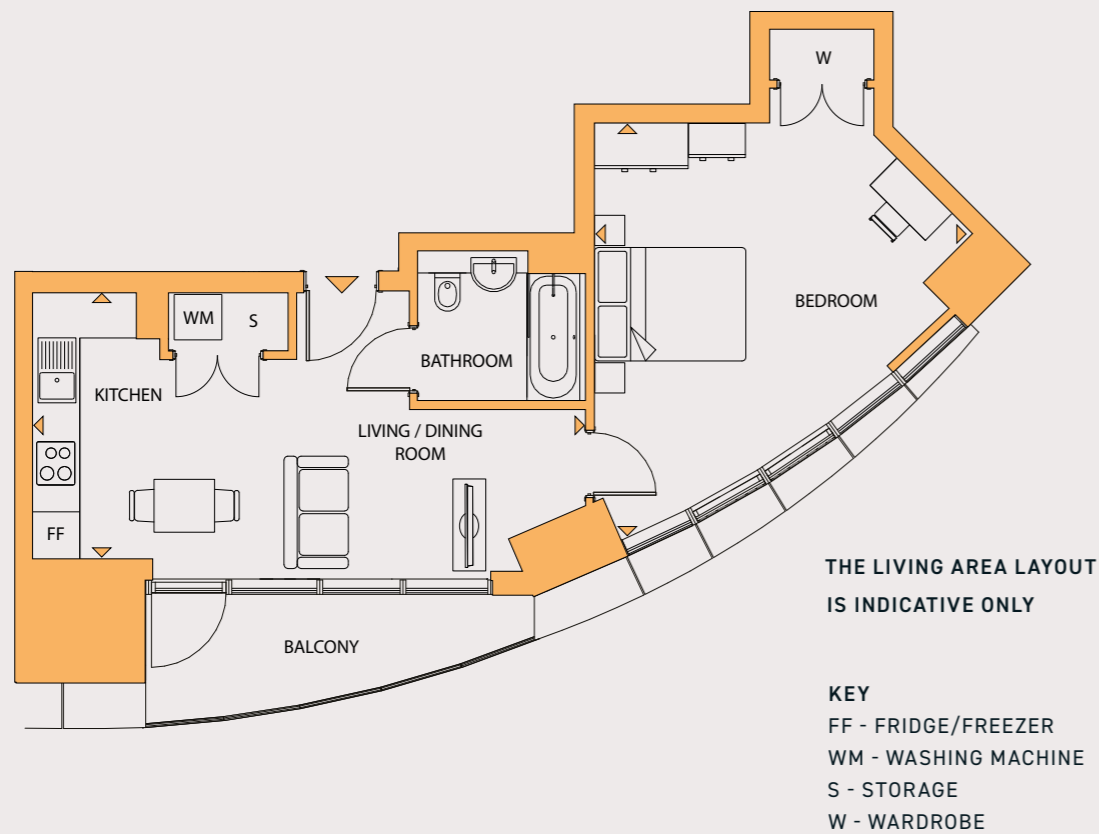 W
BEDROOM
WM
S
BATHROOM
KITCHEN
LIVING / DINING
ROOM
FF
BALCONY
THE LIVING AREA LAYOUT
IS INDICATIVE ONLY
KEY
FF - FRIDGE/FREEZER
WM - WASHING MACHINE
S - STORAGE
W - WARDROBE